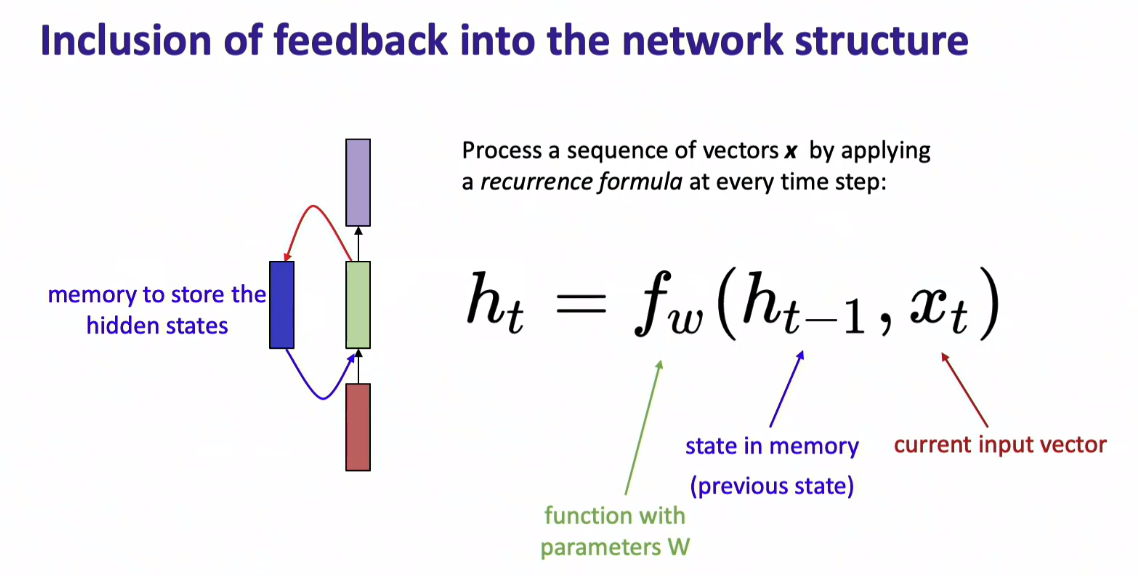 Inclusion of feedback into the network structure
Process a sequence of vectors x by applying
a recurrence formula at every time step:
memory to store the
hidden states
h_t = f_w(h_{t-1}, x_t)
state in memory
(previous state)
current input vector
function with
parameters W